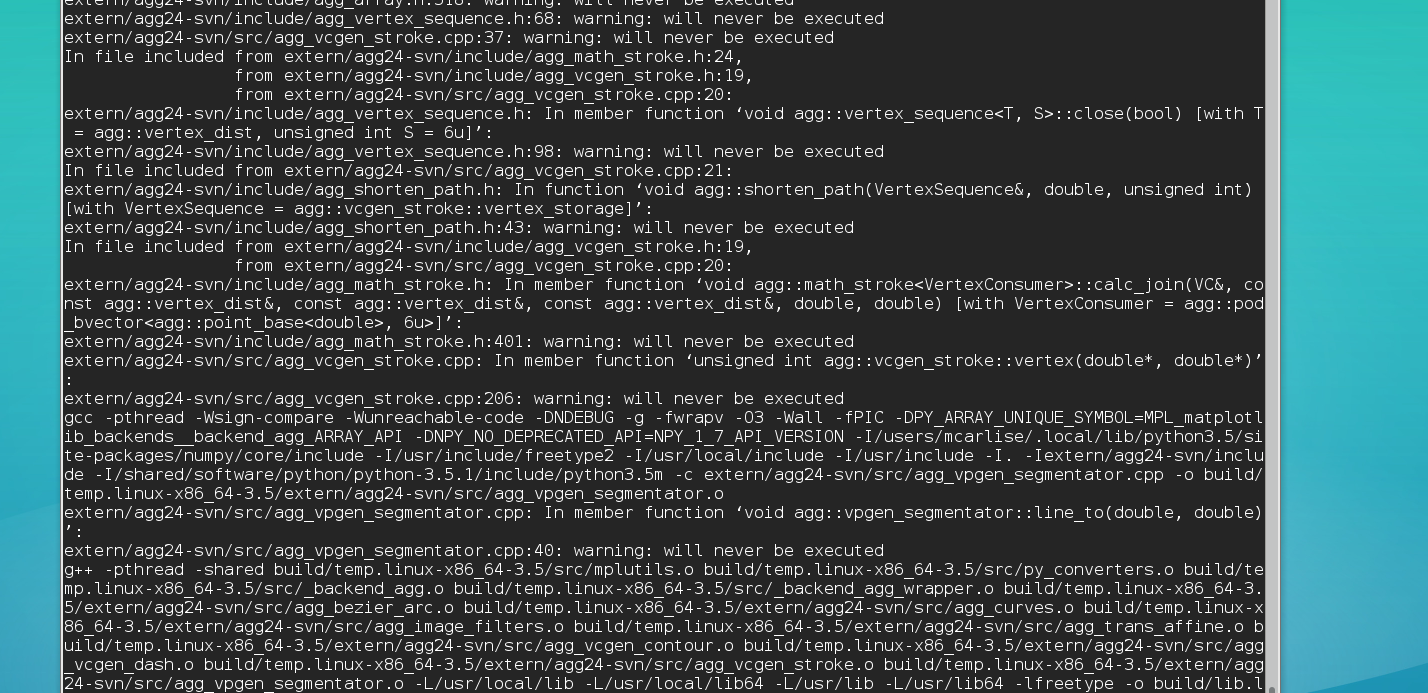 extern/agg24-svn/include/agg_array.h:518: warning: will never be executed
extern/agg24-svn/include/agg_vertex_sequence.h:68: warning: will never be executed
extern/agg24-svn/src/agg_vcgen_stroke.cpp:37: warning: will never be executed
In file included from extern/agg24-svn/include/agg_math_stroke.h:24,
                 from extern/agg24-svn/include/agg_vcgen_stroke.h:19,
                 from extern/agg24-svn/src/agg_vcgen_stroke.cpp:20:
extern/agg24-svn/include/agg_vertex_sequence.h: In member function ‘void agg::vertex_sequence<T, S>::close(bool) [with T
 = agg::vertex_dist, unsigned int S = 6u]’:
extern/agg24-svn/include/agg_vertex_sequence.h:98: warning: will never be executed
In file included from extern/agg24-svn/src/agg_vcgen_stroke.cpp:21:
extern/agg24-svn/include/agg_shorten_path.h: In function ‘void agg::shorten_path(VertexSequence&, double, unsigned int)
[with VertexSequence = agg::vcgen_stroke::vertex_storage]’:
extern/agg24-svn/include/agg_shorten_path.h:43: warning: will never be executed
In file included from extern/agg24-svn/include/agg_vcgen_stroke.h:19,
                 from extern/agg24-svn/src/agg_vcgen_stroke.cpp:20:
extern/agg24-svn/include/agg_math_stroke.h: In member function ‘void agg::math_stroke<VertexConsumer>::calc_join(VC&, co
nst agg::vertex_dist&, const agg::vertex_dist&, const agg::vertex_dist&, double, double) [with VertexConsumer = agg::pod
_bvector<agg::point_base<double>, 6u>]’:
extern/agg24-svn/include/agg_math_stroke.h:401: warning: will never be executed
extern/agg24-svn/src/agg_vcgen_stroke.cpp: In member function ‘unsigned int agg::vcgen_stroke::vertex(double*, double*)’
:
extern/agg24-svn/src/agg_vcgen_stroke.cpp:206: warning: will never be executed
gcc -pthread -Wsign-compare -Wunreachable-code -DNDEBUG -g -fwrapv -O3 -Wall -fPIC -DPY_ARRAY_UNIQUE_SYMBOL=MPL_matplotl
ib_backends__backend_agg_ARRAY_API -DNPY_NO_DEPRECATED_API=NPY_1_7_API_VERSION -I/users/mcarlise/.local/lib/python3.5/si
te-packages/numpy/core/include -I/usr/include/freetype2 -I/usr/local/include -I/usr/include -I. -Iextern/agg24-svn/inclu
de -I/shared/software/python/python-3.5.1/include/python3.5m -c extern/agg24-svn/src/agg_vpgen_segmentator.cpp -o build/
temp.linux-x86_64-3.5/extern/agg24-svn/src/agg_vpgen_segmentator.o
extern/agg24-svn/src/agg_vpgen_segmentator.cpp: In member function ‘void agg::vpgen_segmentator::line_to(double, double)
’:
extern/agg24-svn/src/agg_vpgen_segmentator.cpp:40: warning: will never be executed
g++ -pthread -shared build/temp.linux-x86_64-3.5/src/mplutils.o build/temp.linux-x86_64-3.5/src/py_converters.o build/te
mp.linux-x86_64-3.5/src/_backend_agg.o build/temp.linux-x86_64-3.5/src/_backend_agg_wrapper.o build/temp.linux-x86_64-3.
5/extern/agg24-svn/src/agg_bezier_arc.o build/temp.linux-x86_64-3.5/extern/agg24-svn/src/agg_curves.o build/temp.linux-x
86_64-3.5/extern/agg24-svn/src/agg_image_filters.o build/temp.linux-x86_64-3.5/extern/agg24-svn/src/agg_trans_affine.o b
uild/temp.linux-x86_64-3.5/extern/agg24-svn/src/agg_vcgen_contour.o build/temp.linux-x86_64-3.5/extern/agg24-svn/src/agg
_vcgen_dash.o build/temp.linux-x86_64-3.5/extern/agg24-svn/src/agg_vcgen_stroke.o build/temp.linux-x86_64-3.5/extern/agg
24-svn/src/agg_vpgen_segmentator.o -L/usr/local/lib -L/usr/local/lib64 -L/usr/lib -L/usr/lib64 -lfreetype -o build/lib.l